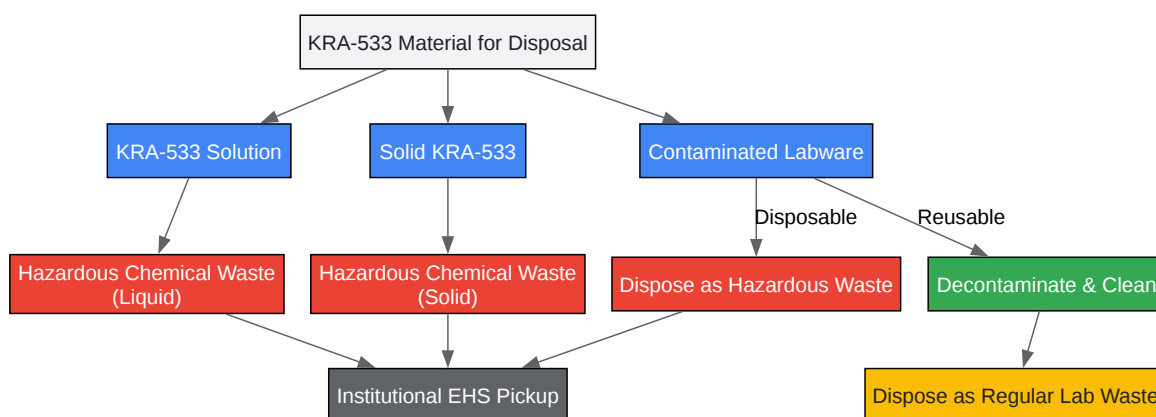 KRA-533 Material for Disposal
KRA-533 Solution
Solid KRA-533
Contaminated Labware
Disposable
Reusable
Hazardous Chemical Waste
(Liquid)
Hazardous Chemical Waste
(Solid)
Dispose as Hazardous Waste
Decontaminate & Clean
Institutional EHS Pickup
Dispose as Regular Lab Waste